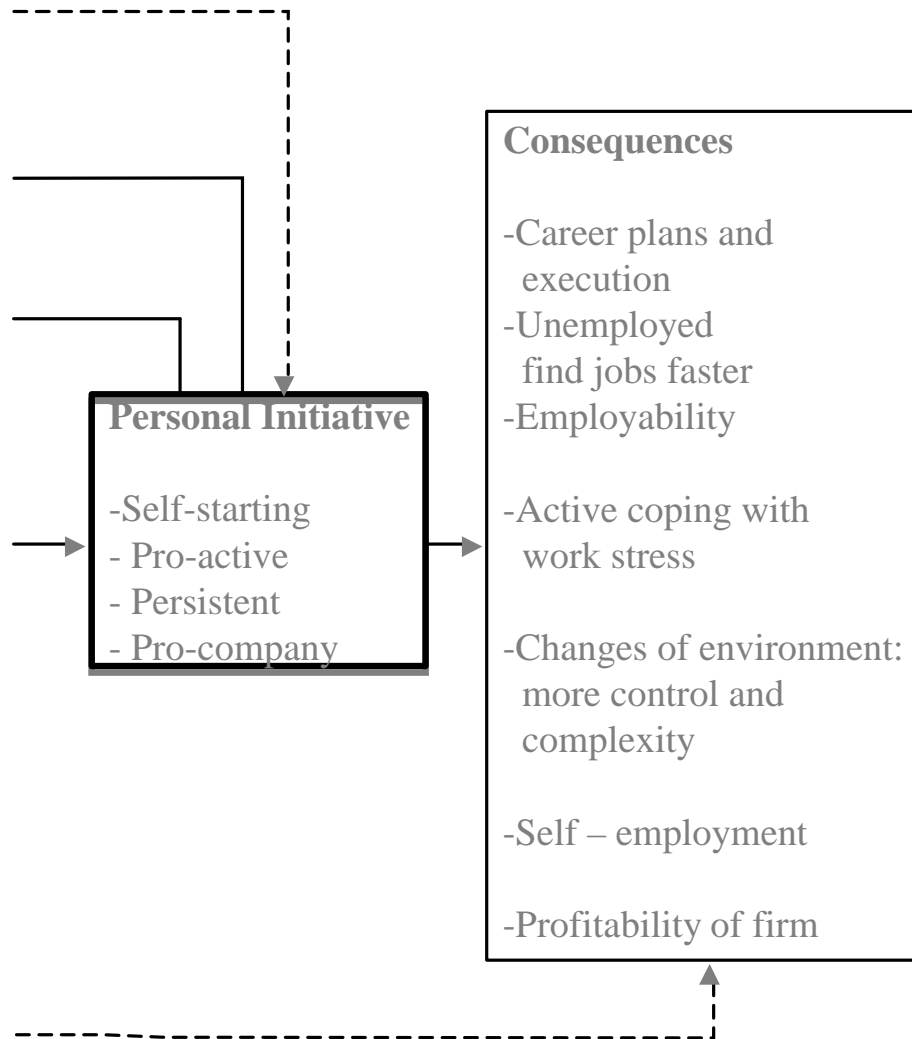 Personal Initiative
-Self-starting
- Pro-active
- Persistent
- Pro-company
Consequences
-Career plans and
execution
-Unemployed
find jobs faster
-Employability
-Active coping with
work stress
-Changes of environment:
more control and
complexity
-Self – employment
-Profitability of firm